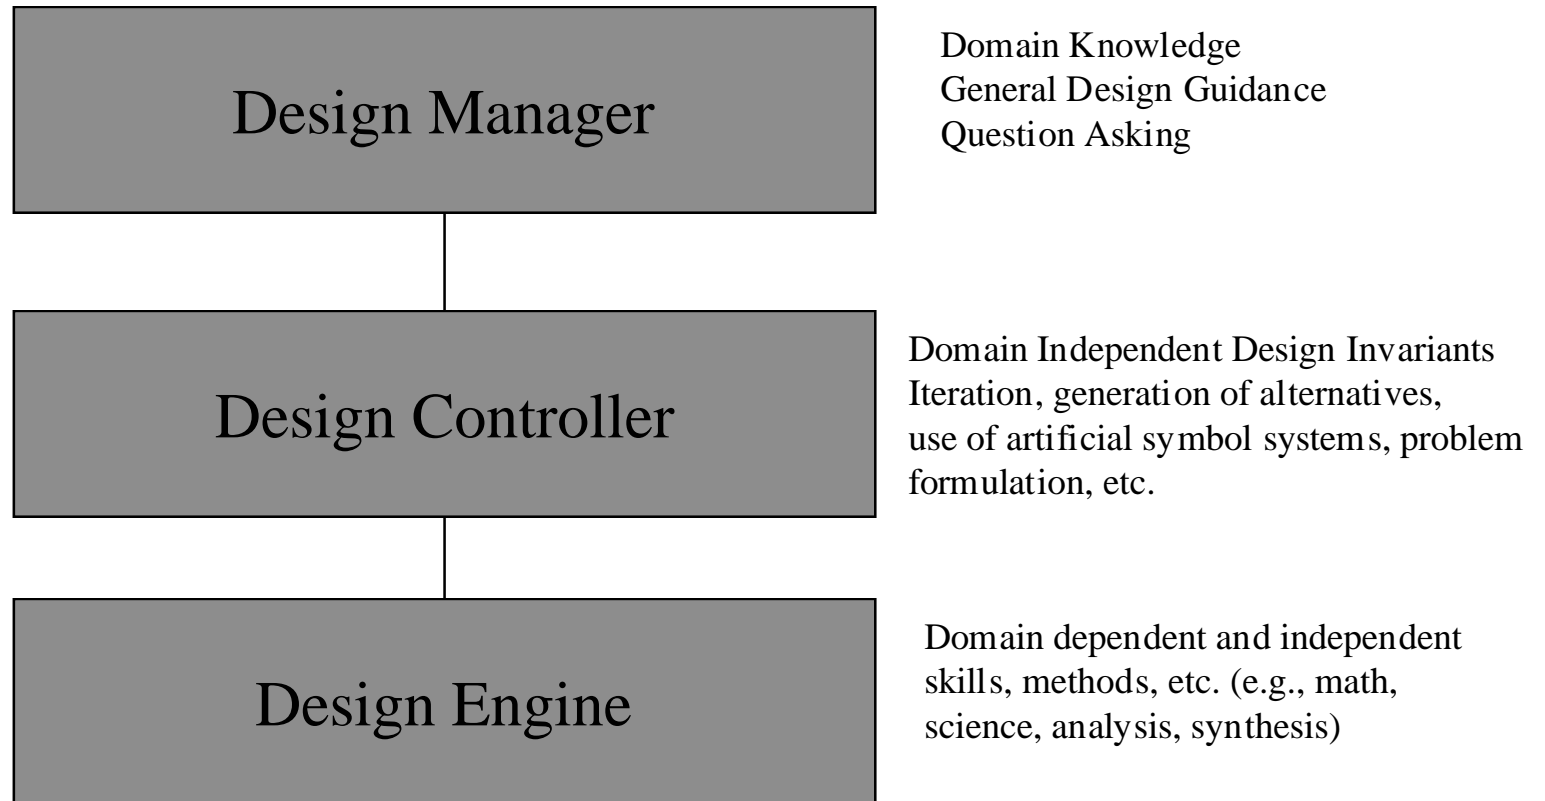 Design Manager
Domain Knowledge
General Design Guidance
Question Asking
Design Controller
Domain Independent Design Invariants
Iteration, generation of alternatives,
use of artificial symbol systems, problem
formulation, etc.
Design Engine
Domain dependent and independent
skills, methods, etc. (e.g., math,
science, analysis, synthesis)